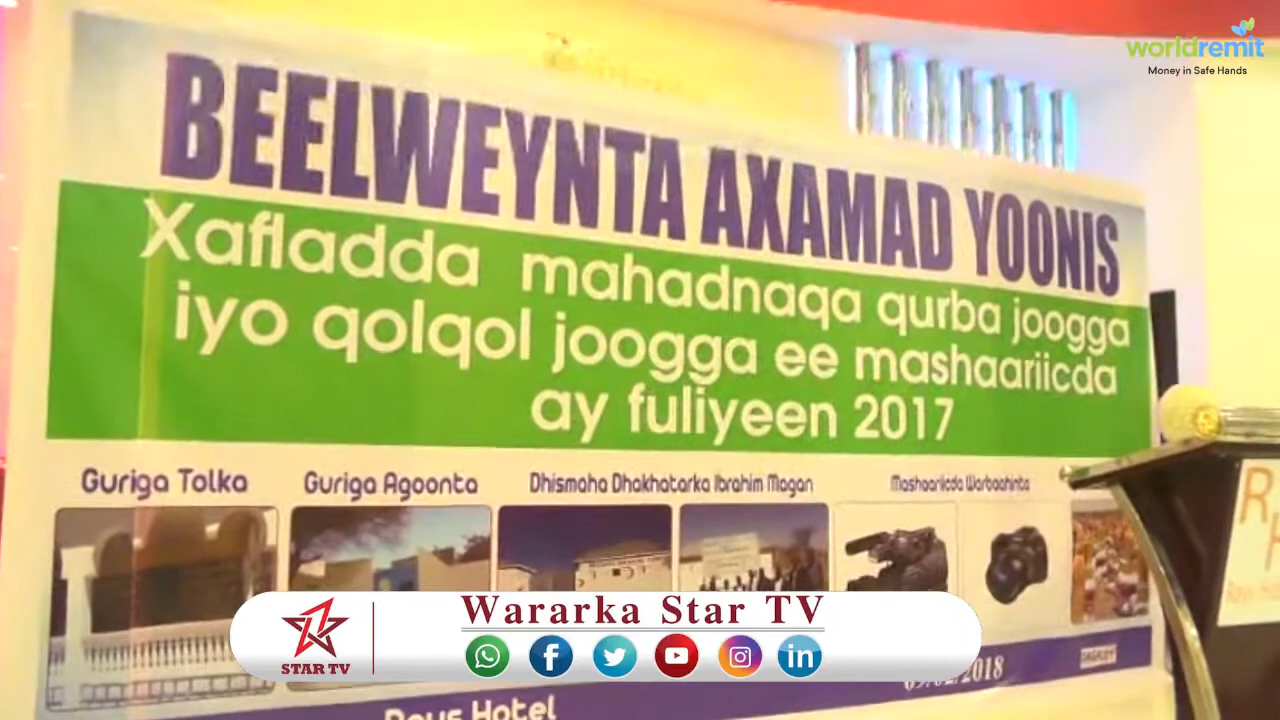 worldremit
Money in Safe Hands
BEELWEYNTA AXAMAD YOONIS
Xafladda mahadnaqa qurba joogga
iyo qolqol joogga ee mashaariicda
ay fuliyeen 2017
Guriga Tolka
Guriga Agoonta
Dhismaha Dhakhatarka Ibrahim Magan
Mashaariicda Warbaahinta
R
H
Wararka Star TV
STAR TV
in
Hotel